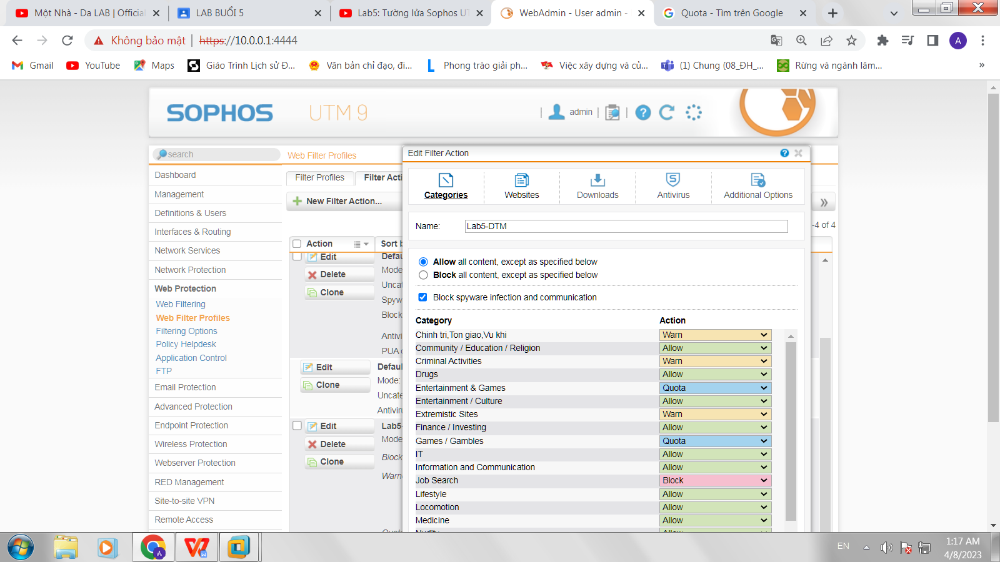 Một Nhà - Da LAB | Official
LAB BUỔI 5
Lab5: Tường lửa Sophos UT
WebAdmin - User admin -
Quota - Tìm trên Google
Không bảo mật | https://10.0.0.1:4444
A
Gmail
YouTube
Maps
Giáo Trình Lịch sử Đ...
Văn bản chỉ đạo, đi...
Phong trào giải ph...
Việc xây dựng và củ...
(1) Chung (08_ĐH_...
Rừng và ngành lâm...
»
SOPHOS
UTM 9
| admin | |
search
Web Filter Profiles
Dashboard
Management
Definitions & Users
Interfaces & Routing
Network Services
Network Protection
Web Protection
Web Filtering
Web Filter Profiles
Filtering Options
Policy Helpdesk
Application Control
FTP
Email Protection
Advanced Protection
Endpoint Protection
Wireless Protection
Webserver Protection
RED Management
Site-to-site VPN
Remote Access
Filter Profiles
Filter Acti
New Filter Action...
-4 of 4
Action
Sort b
Edit
Defau
Delete
Mode
Clone
Uncat
Spyw
Block
Antivi
PUA
Edit
Defaul
Clone
Mode:
Uncate
Antiviru
Edit
Lab5-
Delete
Mode
Clone
Block
Warn
Quot
Edit Filter Action
Categories
Websites
Downloads
Antivirus
Additional Options
Name:
Lab5-DTM
Allow all content, except as specified below
Block all content, except as specified below
Block spyware infection and communication
Category Action
Chinh tri,Ton giao,Vu khi Warn
Community / Education / Religion Allow
Criminal Activities Warn
Drugs Allow
Entertainment & Games Quota
Entertainment / Culture Allow
Extremistic Sites Warn
Finance / Investing Allow
Games / Gambles Quota
IT Allow
Information and Communication Allow
Job Search Block
Lifestyle Allow
Locomotion Allow
Medicine Allow
Nudity Allow
A
EN
1:17 AM
4/8/2023